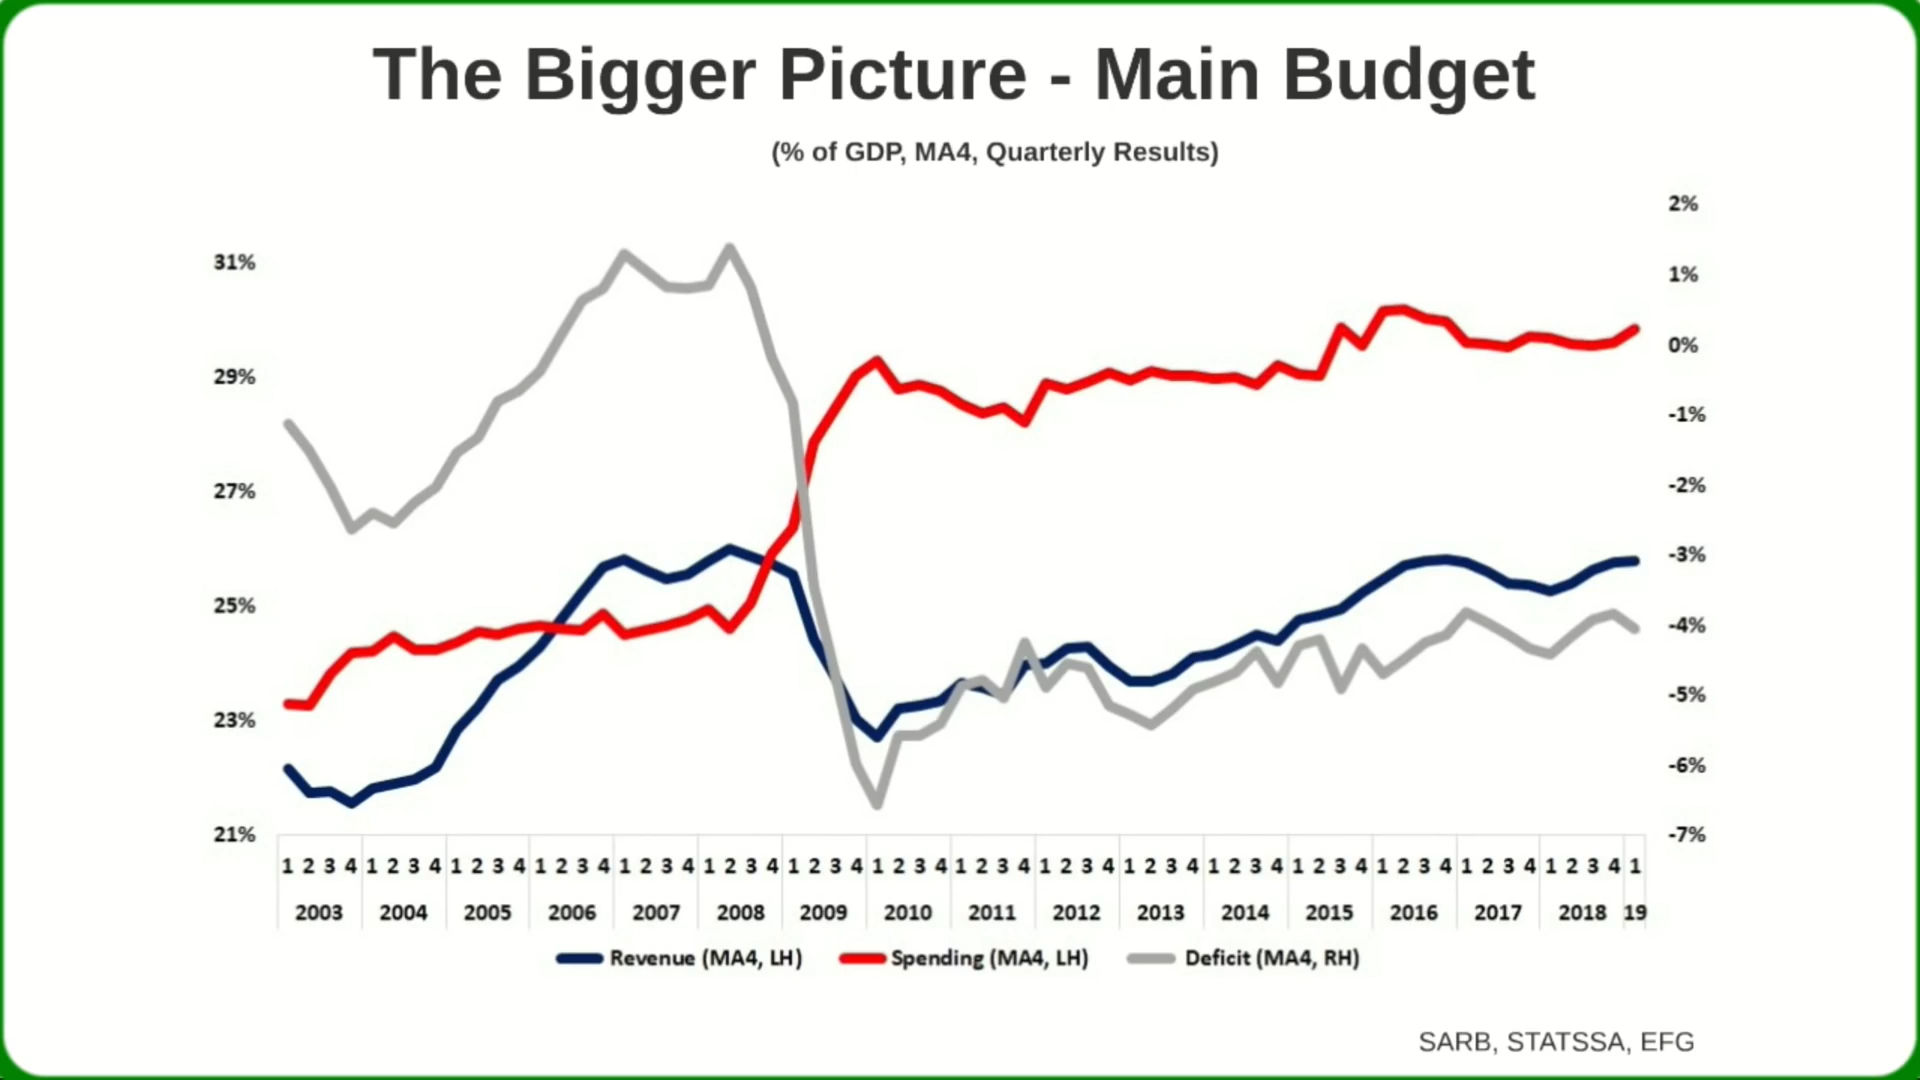 The Bigger Picture - Main Budget
(% of GDP, MA4, Quarterly Results)
2%
31%
1%
0%
29%
-1%
27%
-2%
-3%
25%
-4%
-5%
23%
-6%
21%
-7%
1 2 3 4 1 2 3 4 1 2 3 4 1 2 3 4 1 2 3 4 1 2 3 4 1 2 3 4 1 2 3 4 1 2 3 4 1 2 3 4 1 2 3 4 1 2 3 4 1 2 3 4 1 2 3 4 1 2 3 4 1 2 3 4 1
2003 2004 2005 2006 2007 2008 2009 2010 2011 2012 2013 2014 2015 2016 2017 2018 19
Revenue (MA4, LH) Spending (MA4, LH) Deficit (MA4, RH)
SARB, STATSSA, EFG